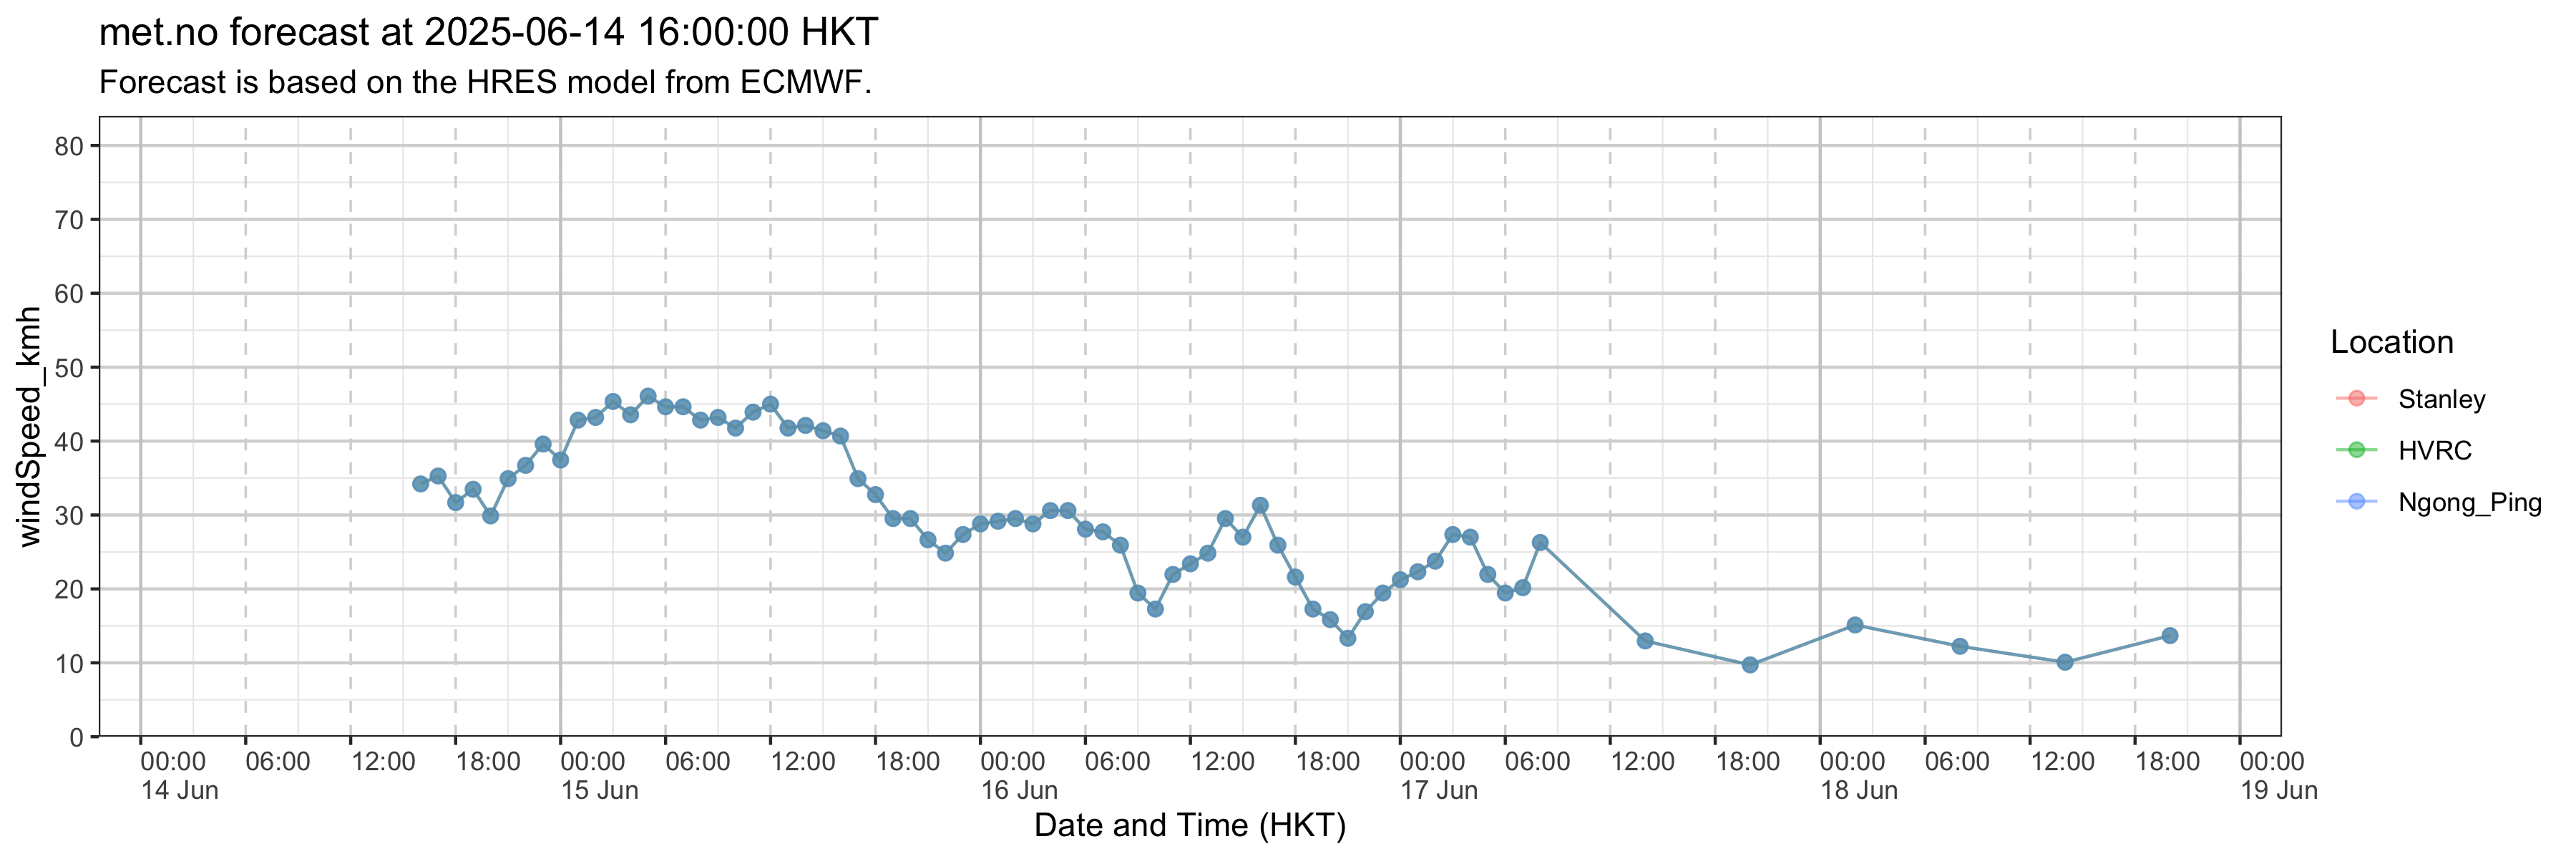 met.no forecast at 2025-06-14 16:00:00 HKT
Forecast is based on the HRES model from ECMWF.
windSpeed_kmh
80
70
60
50
40
30
20
10
0
00:00 06:00 12:00 18:00 00:00 06:00 12:00 18:00 00:00 06:00 12:00 18:00 00:00 06:00 12:00 18:00 00:00 06:00 12:00 18:00 00:00
14 Jun 15 Jun 16 Jun 17 Jun 18 Jun 19 Jun
Date and Time (HKT)
Location
Stanley
HVRC
Ngong_Ping